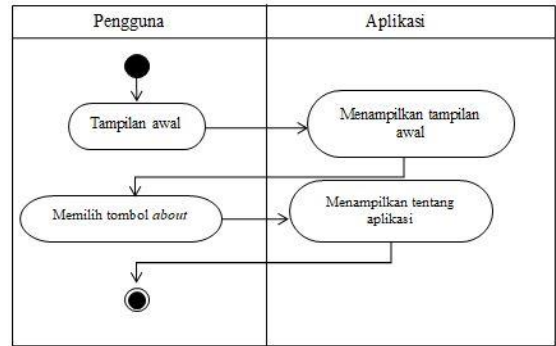 Pengguna
Aplikasi
Tampilan awal
Menampilkan tampilan
awal
Memilih tombol about
Menampilkan tentang
aplikasi